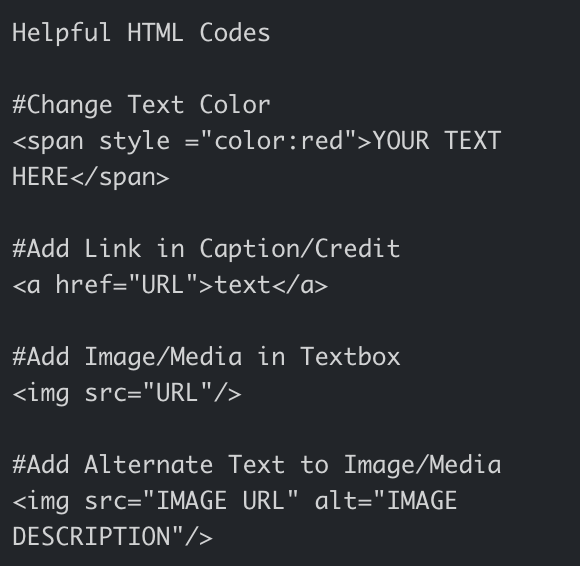 Helpful HTML Codes
#Change Text Color
<span style ="color:red">YOUR TEXT
HERE</span>
#Add Link in Caption/Credit
<a href="URL">text</a>
#Add Image/Media in Textbox
<img src="URL"/>
#Add Alternate Text to Image/Media
<img src="IMAGE URL" alt="IMAGE
DESCRIPTION"/>